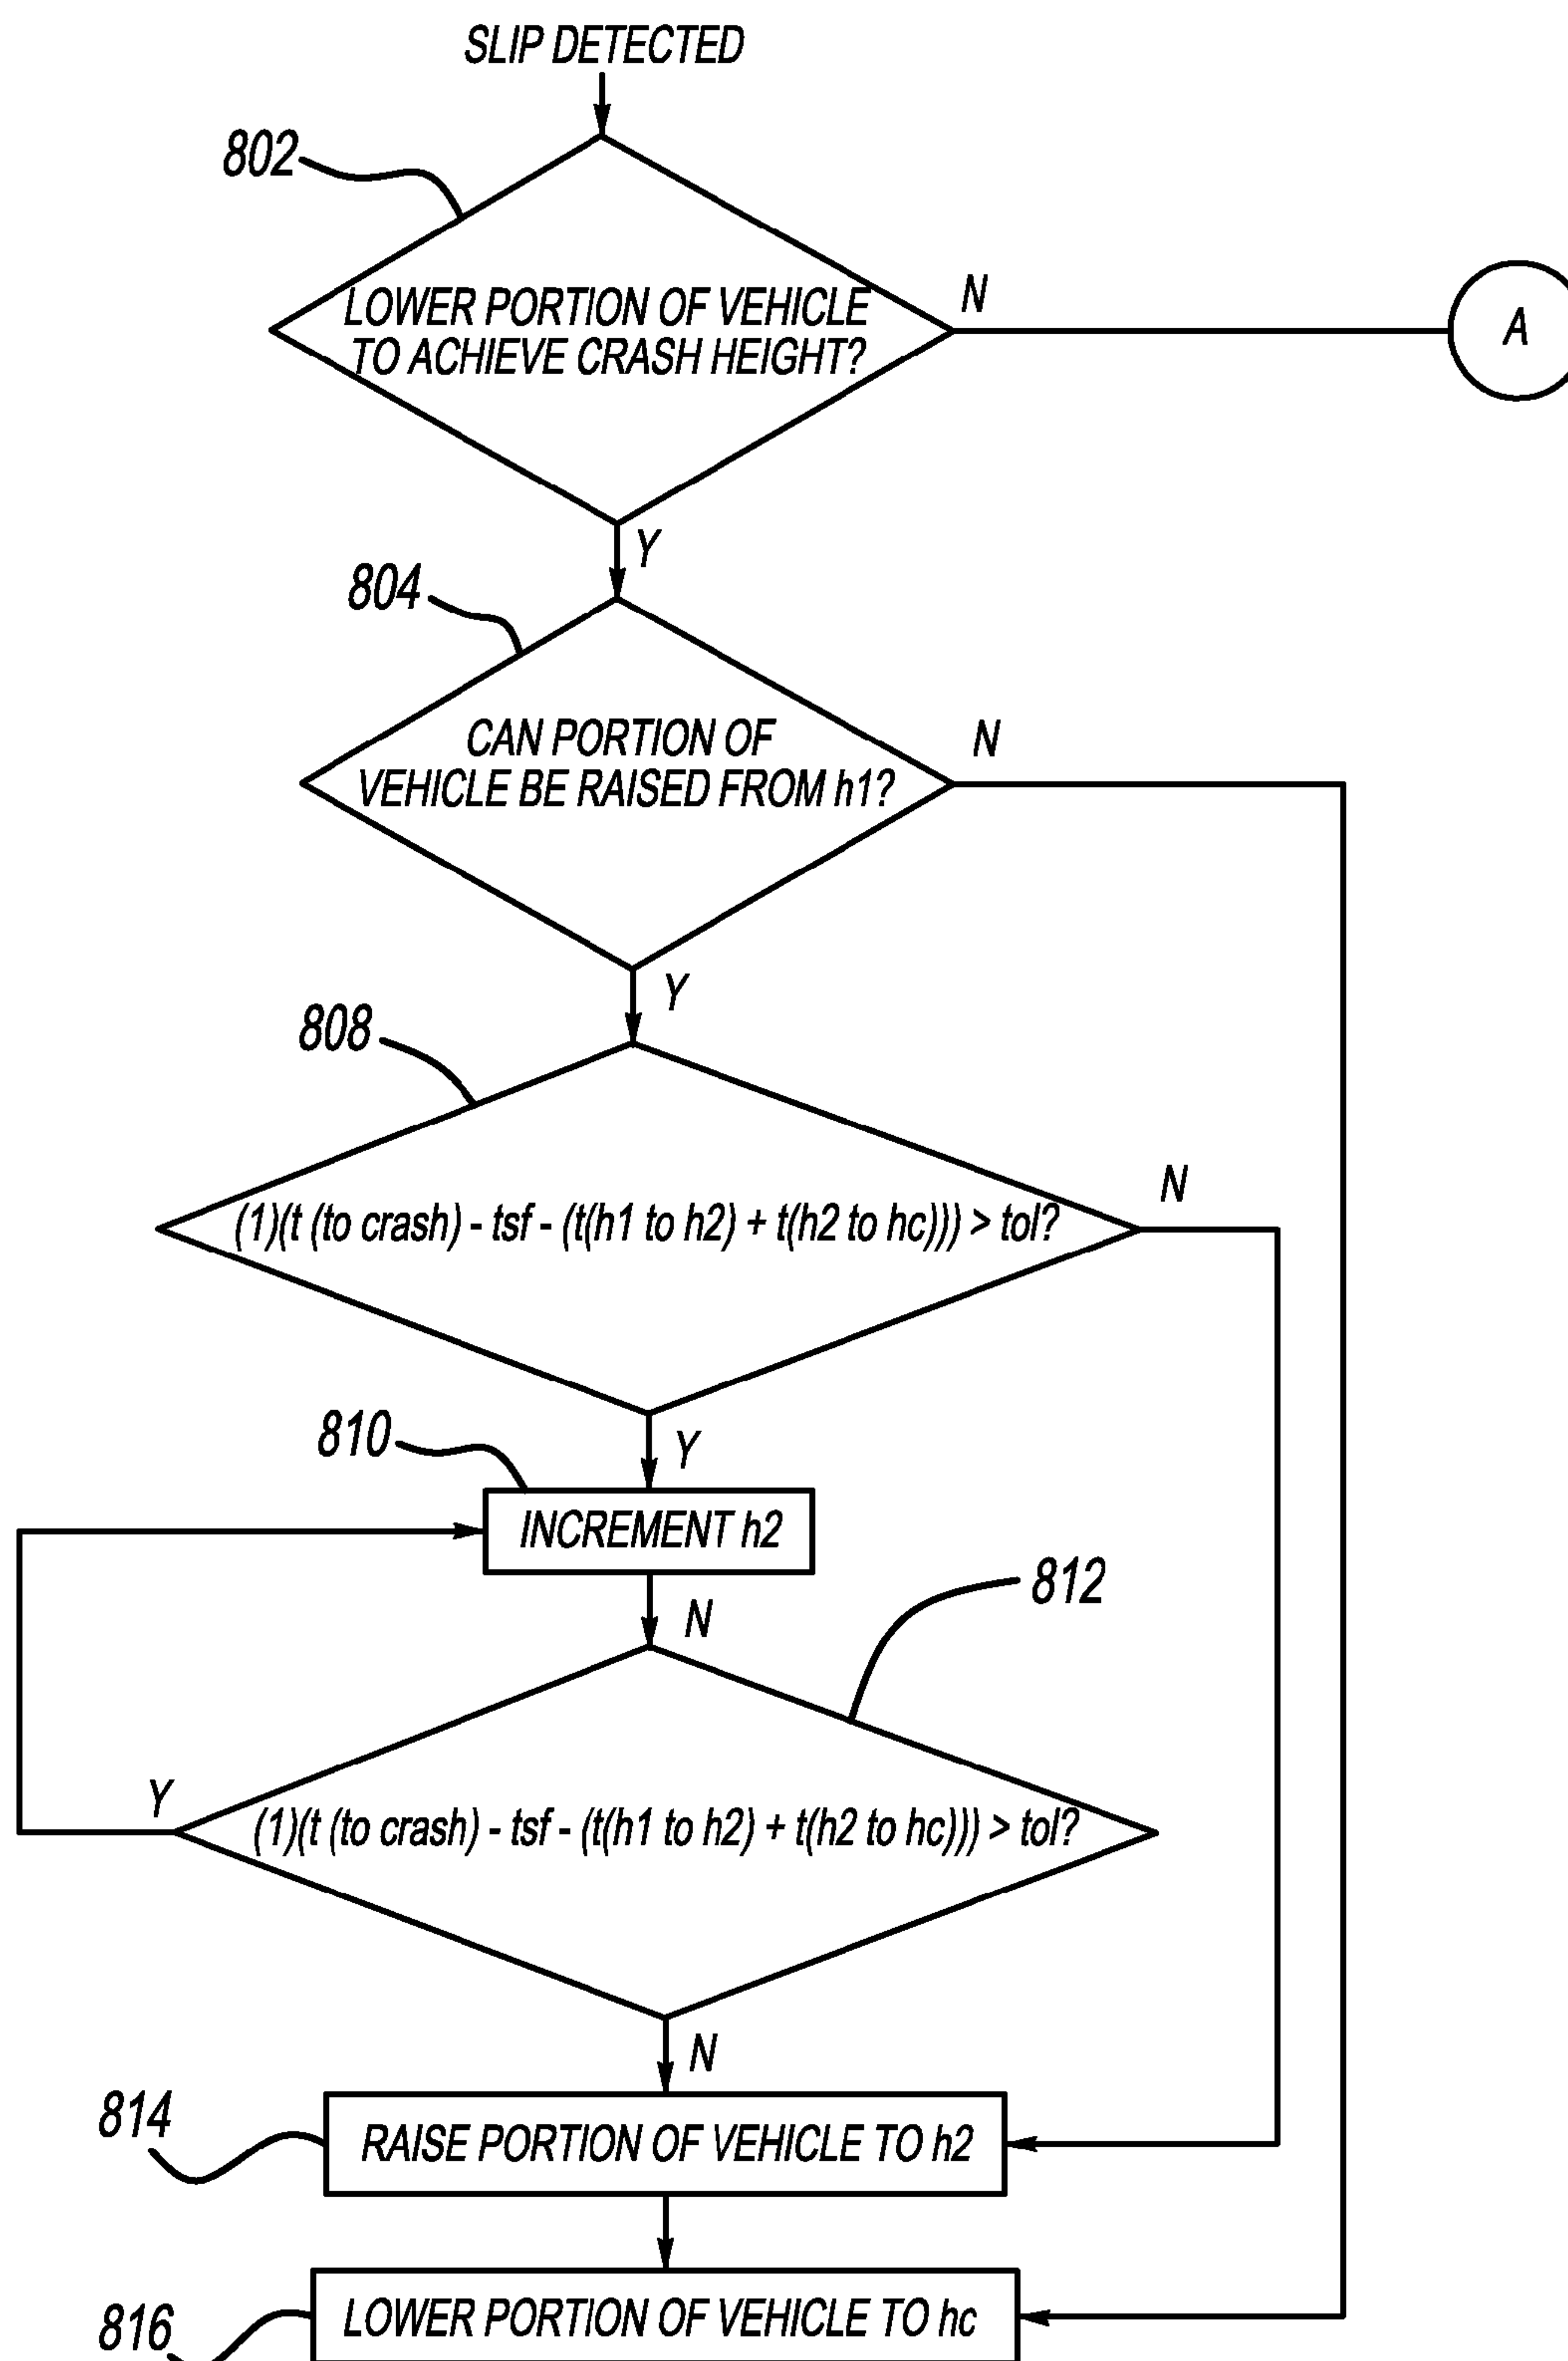 SLIP DETECTED
802
LOWER PORTION OF VEHICLE
TO ACHIEVE CRASH HEIGHT?
N
A
Y
804
CAN PORTION OF
VEHICLE BE RAISED FROM h1?
N
Y
808
(1)(t (to crash) - tsf - (t(h1 to h2) + t(h2 to hc))) > tol?
N
Y
810
INCREMENT h2
N
812
(1)(t (to crash) - tsf - (t(h1 to h2) + t(h2 to hc))) > tol?
Y
N
814
RAISE PORTION OF VEHICLE TO h2
816
LOWER PORTION OF VEHICLE TO hc